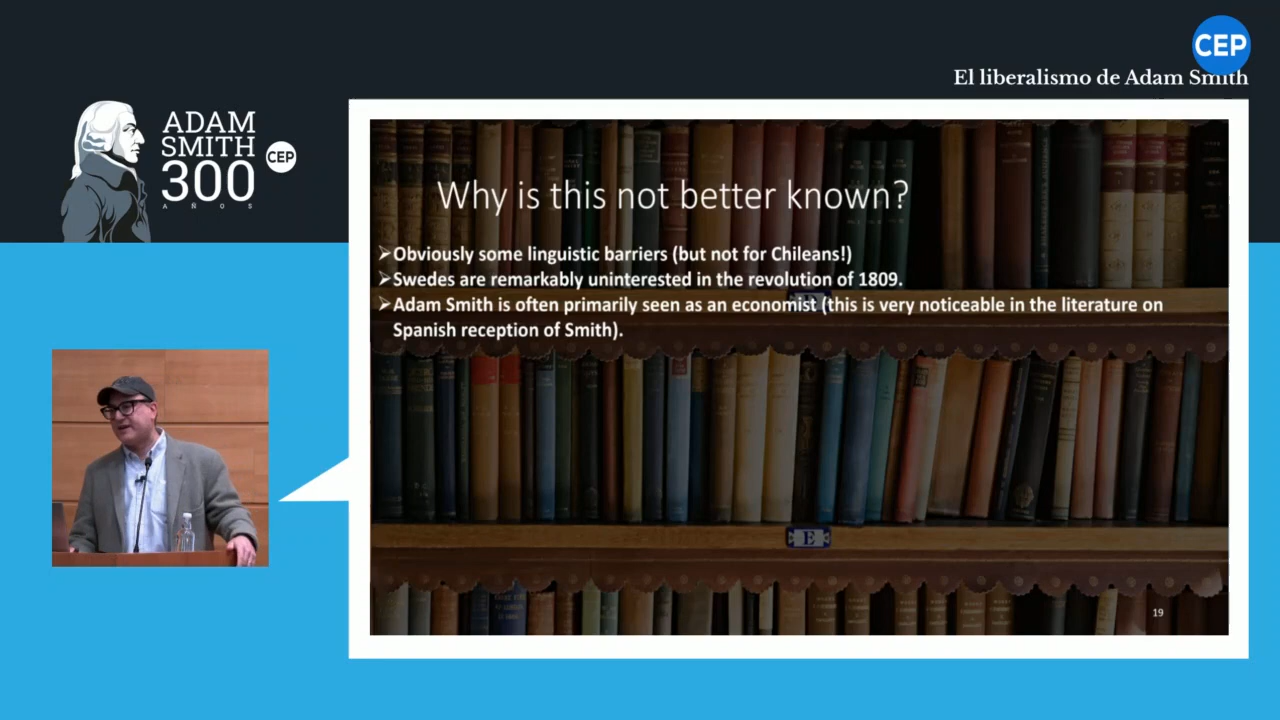 CEP
El liberalismo de Adam Smith
ADAM
SMITH
300
AÑOS
CEP
Why is this not better known?
➢Obviously some linguistic barriers (but not for Chileans!)
➢Swedes are remarkably uninterested in the revolution of 1809.
➢Adam Smith is often primarily seen as an economist (this is very noticeable in the literature on
Spanish reception of Smith).
E
19